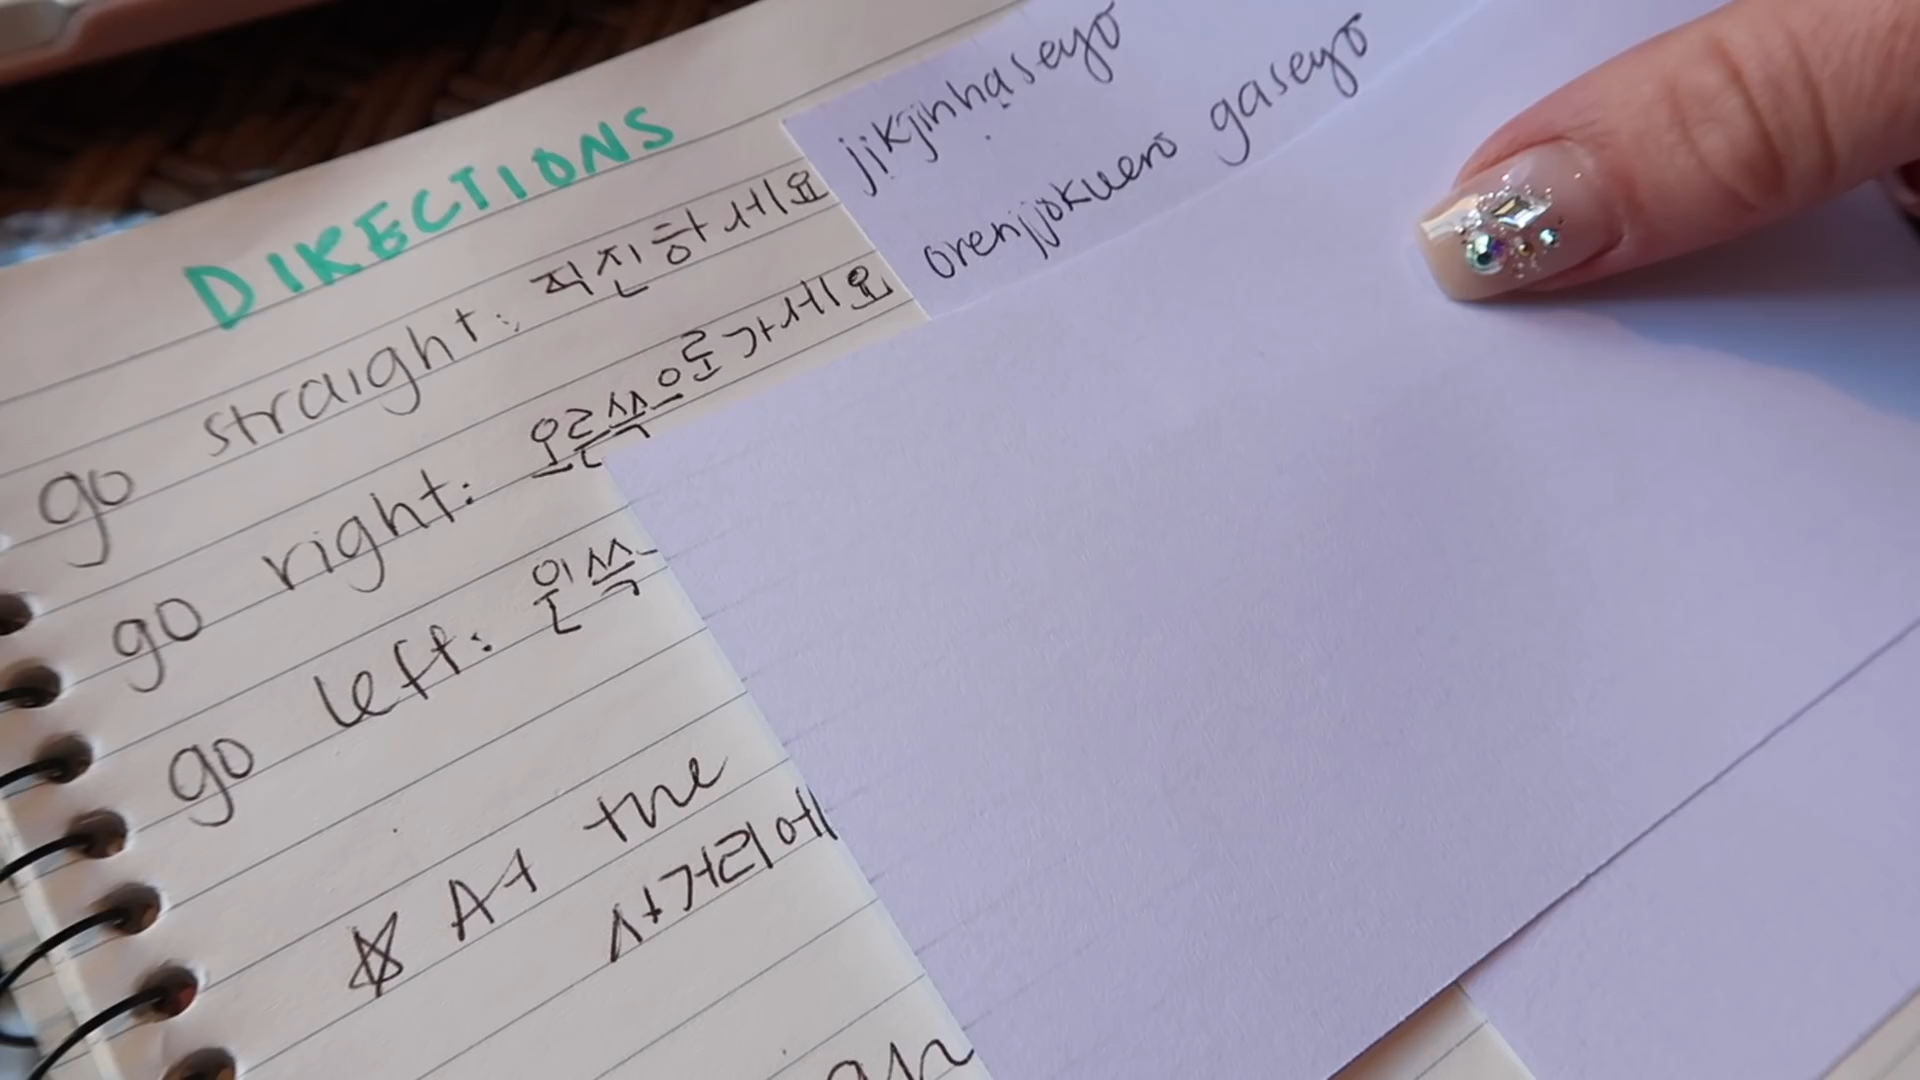 DIRECTIONS
go straight: 직진하세요 jikjinhaseyo
go right: 오른쪽으로 가세요 orenjjokuero gaseyo
go left: 왼쪽
☆ At the
사거리에